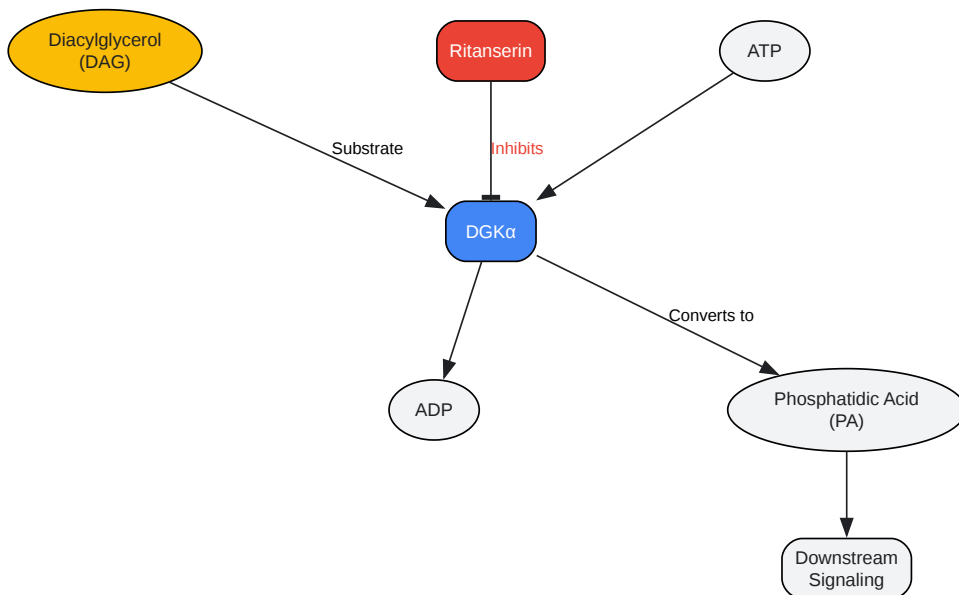 Diacylglycerol
(DAG)
Ritanserin
ATP
Substrate
Inhibits
DGKα
Converts to
ADP
Phosphatidic Acid
(PA)
Downstream
Signaling